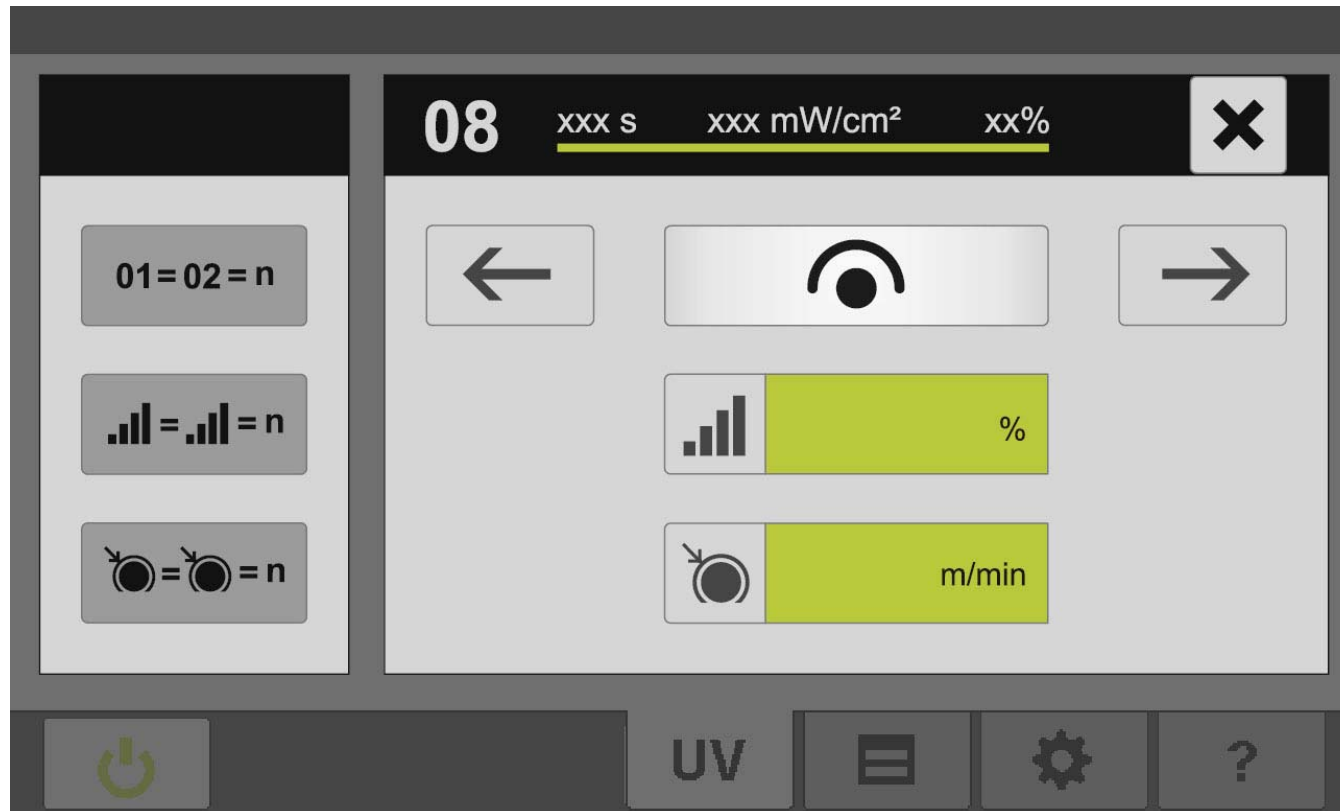 08 xxx s xxx mW/cm² xx%
01 = 02 = n
= = n
%
= = n
m/min
UV ?